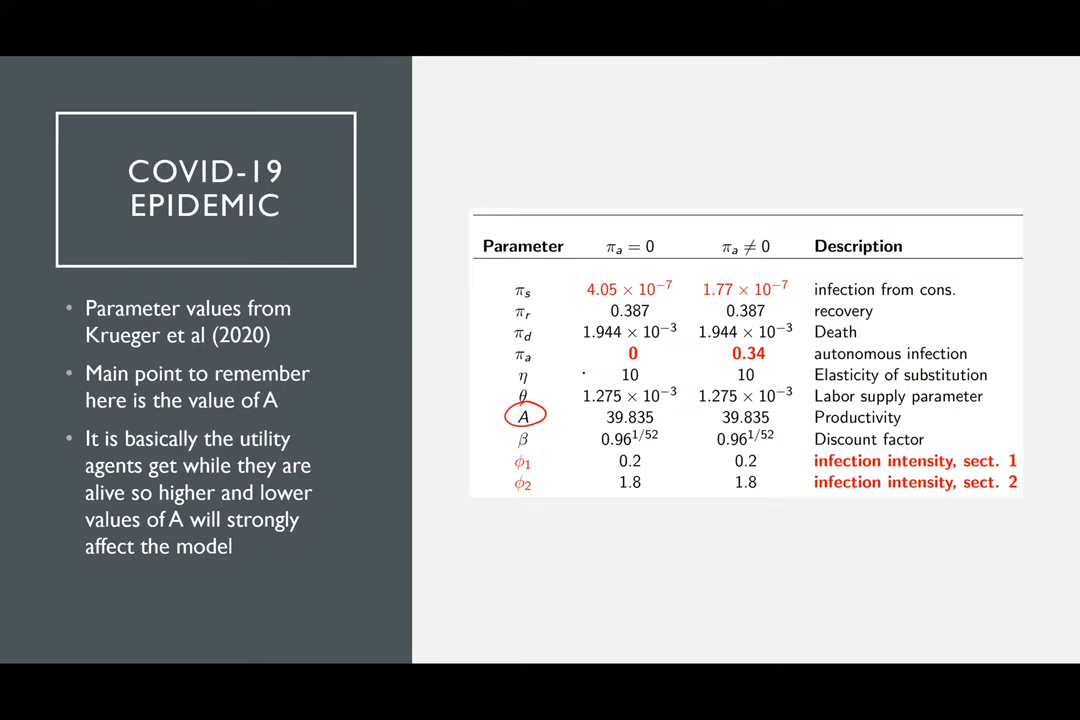 COVID-19
EPIDEMIC
• Parameter values from
Krueger et al (2020)
• Main point to remember
here is the value of A
• It is basically the utility
agents get while they are
alive so higher and lower
values of A will strongly
affect the model
Parameter πₐ = 0 πₐ ≠ 0 Description
πₛ 4.05 × 10⁻⁷ 1.77 × 10⁻⁷ infection from cons.
πᵣ 0.387 0.387 recovery
π_d 1.944 × 10⁻³ 1.944 × 10⁻³ Death
πₐ 0 0.34 autonomous infection
η 10 10 Elasticity of substitution
θ 1.275 × 10⁻³ 1.275 × 10⁻³ Labor supply parameter
A 39.835 39.835 Productivity
β 0.96^1/52 0.96^1/52 Discount factor
ϕ₁ 0.2 0.2 infection intensity, sect. 1
ϕ₂ 1.8 1.8 infection intensity, sect. 2